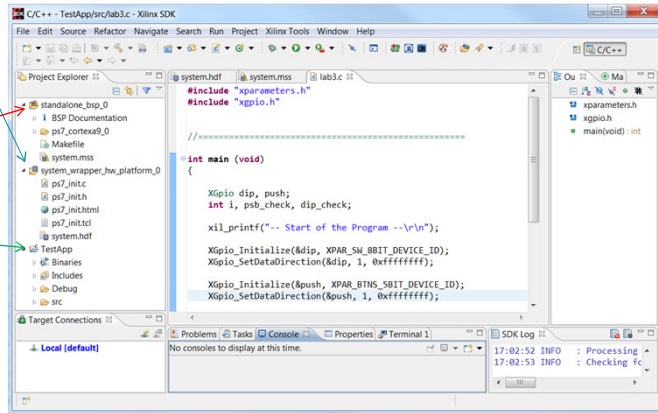 C/C++ - TestApp/src/lab3.c - Xilinx SDK
File Edit Source Refactor Navigate Search Run Project Xilinx Tools Window Help
C/C++
Project Explorer
standalone_bsp_0
BSP Documentation
ps7_cortexa9_0
Makefile
system.mss
system_wrapper_hw_platform_0
ps7_init.c
ps7_init.h
ps7_init.html
ps7_init.tcl
system.hdf
TestApp
Binaries
Includes
Debug
src
system.hdf system.mss lab3.c
#include "xparameters.h"
#include "xgpio.h"
//====================================================
int main (void)
{
XGpio dip, push;
int i, psb_check, dip_check;
xil_printf("-- Start of the Program --\r\n");
XGpio_Initialize(&dip, XPAR_SW_8BIT_DEVICE_ID);
XGpio_SetDataDirection(&dip, 1, 0xffffffff);
XGpio_Initialize(&push, XPAR_BTNS_5BIT_DEVICE_ID);
XGpio_SetDataDirection(&push, 1, 0xffffffff);
Ou Ma
xparameters.h
xgpio.h
main(void) : int
Target Connections
Local [default]
Problems Tasks Console Properties Terminal 1
No consoles to display at this time.
SDK Log
17:02:52 INFO : Processing
17:02:53 INFO : Checking fo